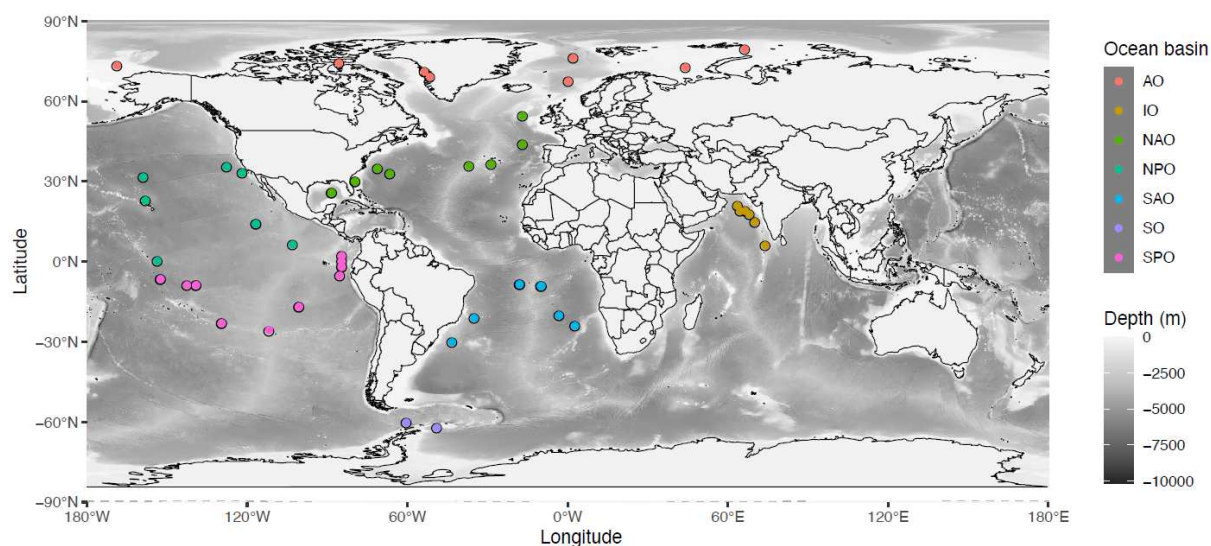 90°N
60°N
30°N
0°N
−30°N
−60°N
−90°N
Latitude
180°W
120°W
60°W
0°W
60°E
120°E
180°E
Longitude
Ocean basin
AO
IO
NAO
NPO
SAO
SO
SPO
Depth (m)
0
−2500
−5000
−7500
−10000